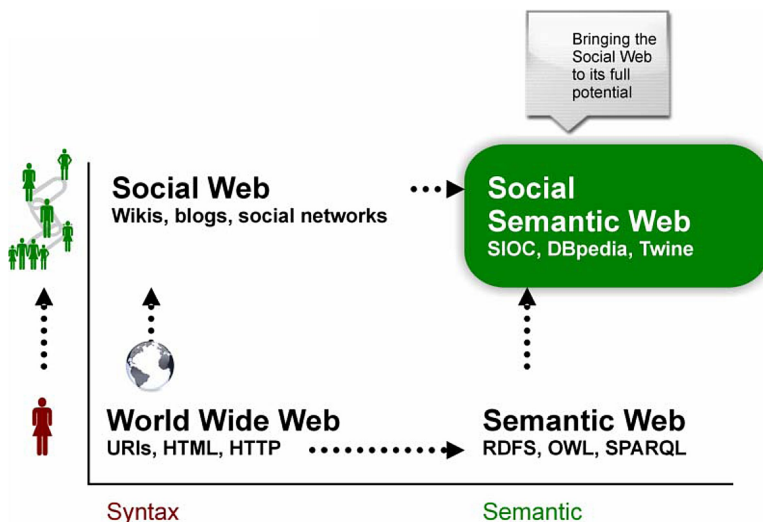 Bringing the
Social Web
to its full
potential
Social Web
Wikis, blogs, social networks
Social
Semantic Web
SIOC, DBpedia, Twine
World Wide Web
URIs, HTML, HTTP
Semantic Web
RDFS, OWL, SPARQL
Syntax
Semantic